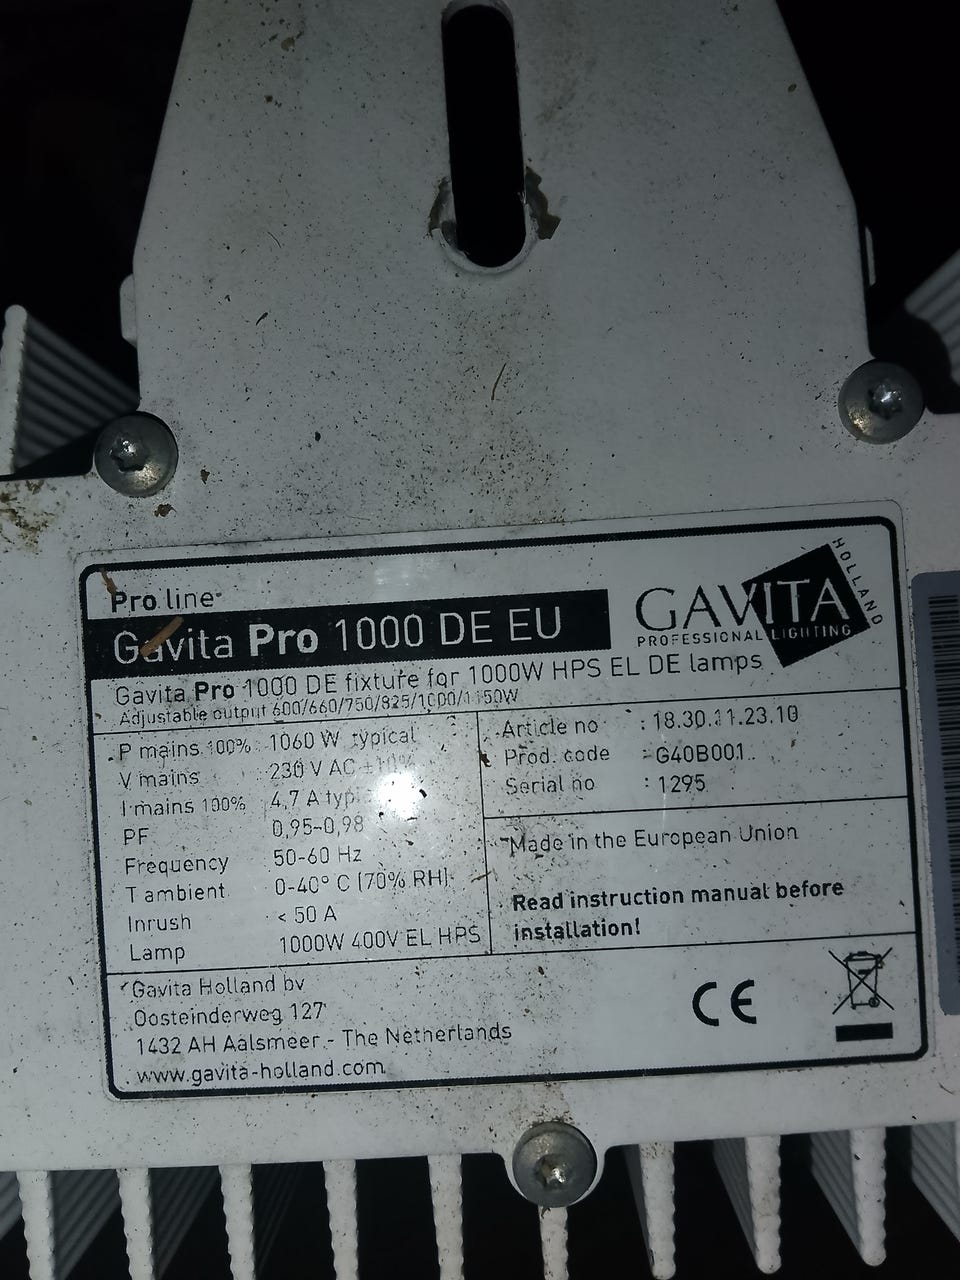 Pro line
Gavita Pro 1000 DE EU
GAVITA
HOLLAND
PROFESSIONAL LIGHTING
Gavita Pro 1000 DE fixture for 1000W HPS EL DE lamps
Adjustable output 600/660/750/825/1000/1150W
P mains 100% : 1060 W typical
V mains : 230 V AC ±10%
I mains 100% 4,7 A typ
PF 0,95-0,98
Frequency 50-60 Hz
T ambient 0-40° C (70% RH)
Inrush < 50 A
Lamp 1000W 400V EL HPS
Article no : 18.30.11.23.10
Prod. code : G40B001
Serial no : 1295
Made in the European Union
Read instruction manual before
installation!
Gavita Holland bv
Oosteinderweg 127
1432 AH Aalsmeer - The Netherlands
www.gavita-holland.com
CE